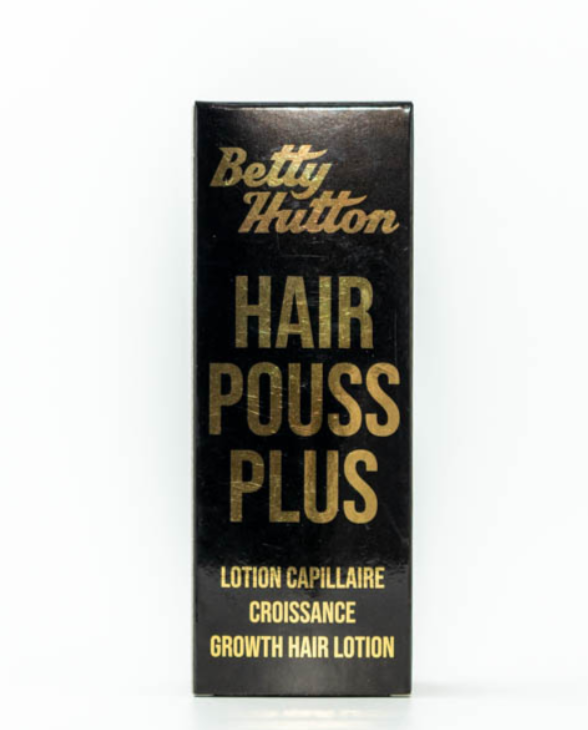 Betty
Hutton
HAIR
POUSS
PLUS
LOTION CAPILLAIRE
CROISSANCE
GROWTH HAIR LOTION